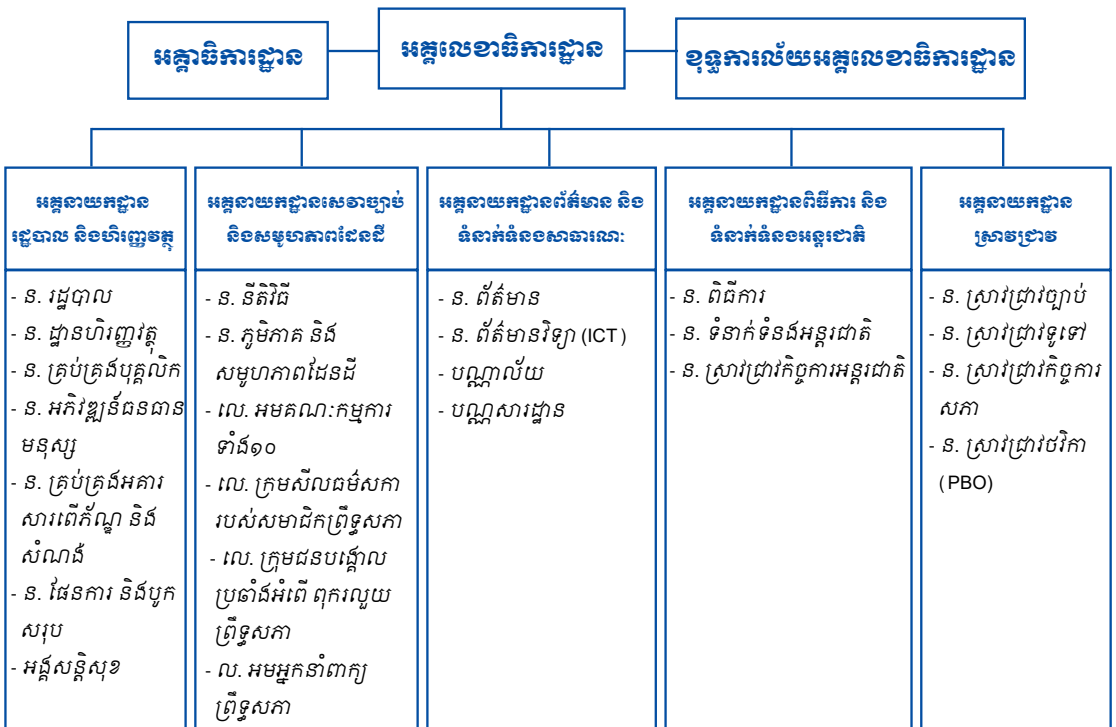 អគ្គាធិការដ្ឋាន
អគ្គលេខាធិការដ្ឋាន
ខុទ្ទការល័យអគ្គលេខាធិការដ្ឋាន
អគ្គនាយកដ្ឋាន
រដ្ឋបាល និងហិរញ្ញវត្ថុ
- ន. រដ្ឋបាល
- ន. ដ្ឋានហិរញ្ញវត្ថុ
- ន. គ្រប់គ្រងបុគ្គលិក
- ន. អភិវឌ្ឍន៍ធនធាន
មនុស្ស
- ន. គ្រប់គ្រងអគារ
សារពើភ័ណ្ឌ និង
សំណង់
- ន. ផែនការ និងបូក
សរុប
- អង្គសន្តិសុខ
អគ្គនាយកដ្ឋានសេវាច្បាប់
និងសមូហភាពដែនដី
- ន. នីតិវិធី
- ន. ភូមិភាគ និង
សមូហភាពដែនដី
- លេ. អមគណៈកម្មការ
ទាំង១០
- លេ. ក្រមសីលធម៌សភា
របស់សមាជិកព្រឹទ្ធសភា
- លេ. ក្រុមជនបង្គោល
ប្រឆាំងអំពើ ពុករលួយ
ព្រឹទ្ធសភា
- ល. អមអ្នកនាំពាក្យ
ព្រឹទ្ធសភា
អគ្គនាយកដ្ឋានព័ត៌មាន និង
ទំនាក់ទំនងសាធារណៈ
- ន. ព័ត៌មាន
- ន. ព័ត៌មានវិទ្យា (ICT)
- បណ្ណាល័យ
- បណ្ណសារដ្ឋាន
អគ្គនាយកដ្ឋានពិធីការ និង
ទំនាក់ទំនងអន្តរជាតិ
- ន. ពិធីការ
- ន. ទំនាក់ទំនងអន្តរជាតិ
- ន. ស្រាវជ្រាវកិច្ចការអន្តរជាតិ
អគ្គនាយកដ្ឋាន
ស្រាវជ្រាវ
- ន. ស្រាវជ្រាវច្បាប់
- ន. ស្រាវជ្រាវទូទៅ
- ន. ស្រាវជ្រាវកិច្ចការ
សភា
- ន. ស្រាវជ្រាវថវិកា
(PBO)